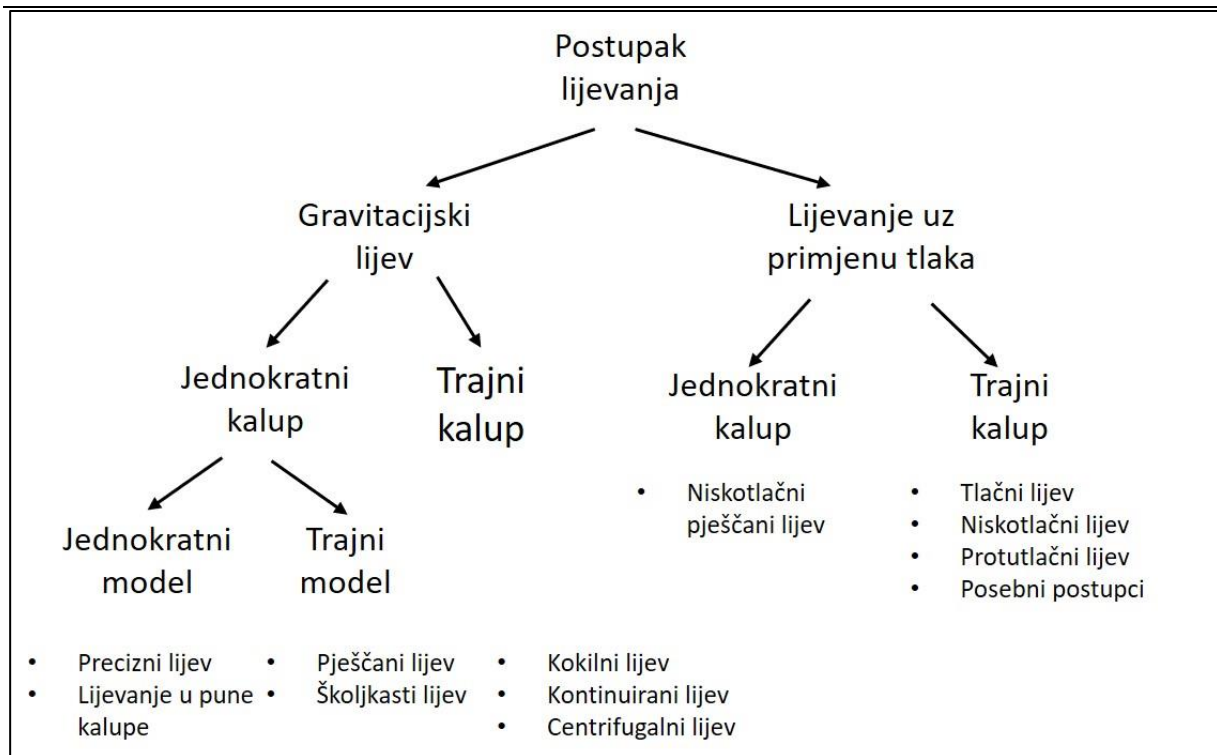 Postupak
lijevanja
Gravitacijski
lijev
Lijevanje uz
primjenu tlaka
Jednokratni
kalup
Trajni
kalup
Jednokratni
kalup
Trajni
kalup
• Niskotlačni
pješčani lijev
• Tlačni lijev
• Niskotlačni lijev
• Protutlačni lijev
• Posebni postupci
Jednokratni
model
Trajni
model
• Precizni lijev
• Lijevanje u pune
kalupe
• Pješčani lijev
• Školjkasti lijev
• Kokilni lijev
• Kontinuirani lijev
• Centrifugalni lijev